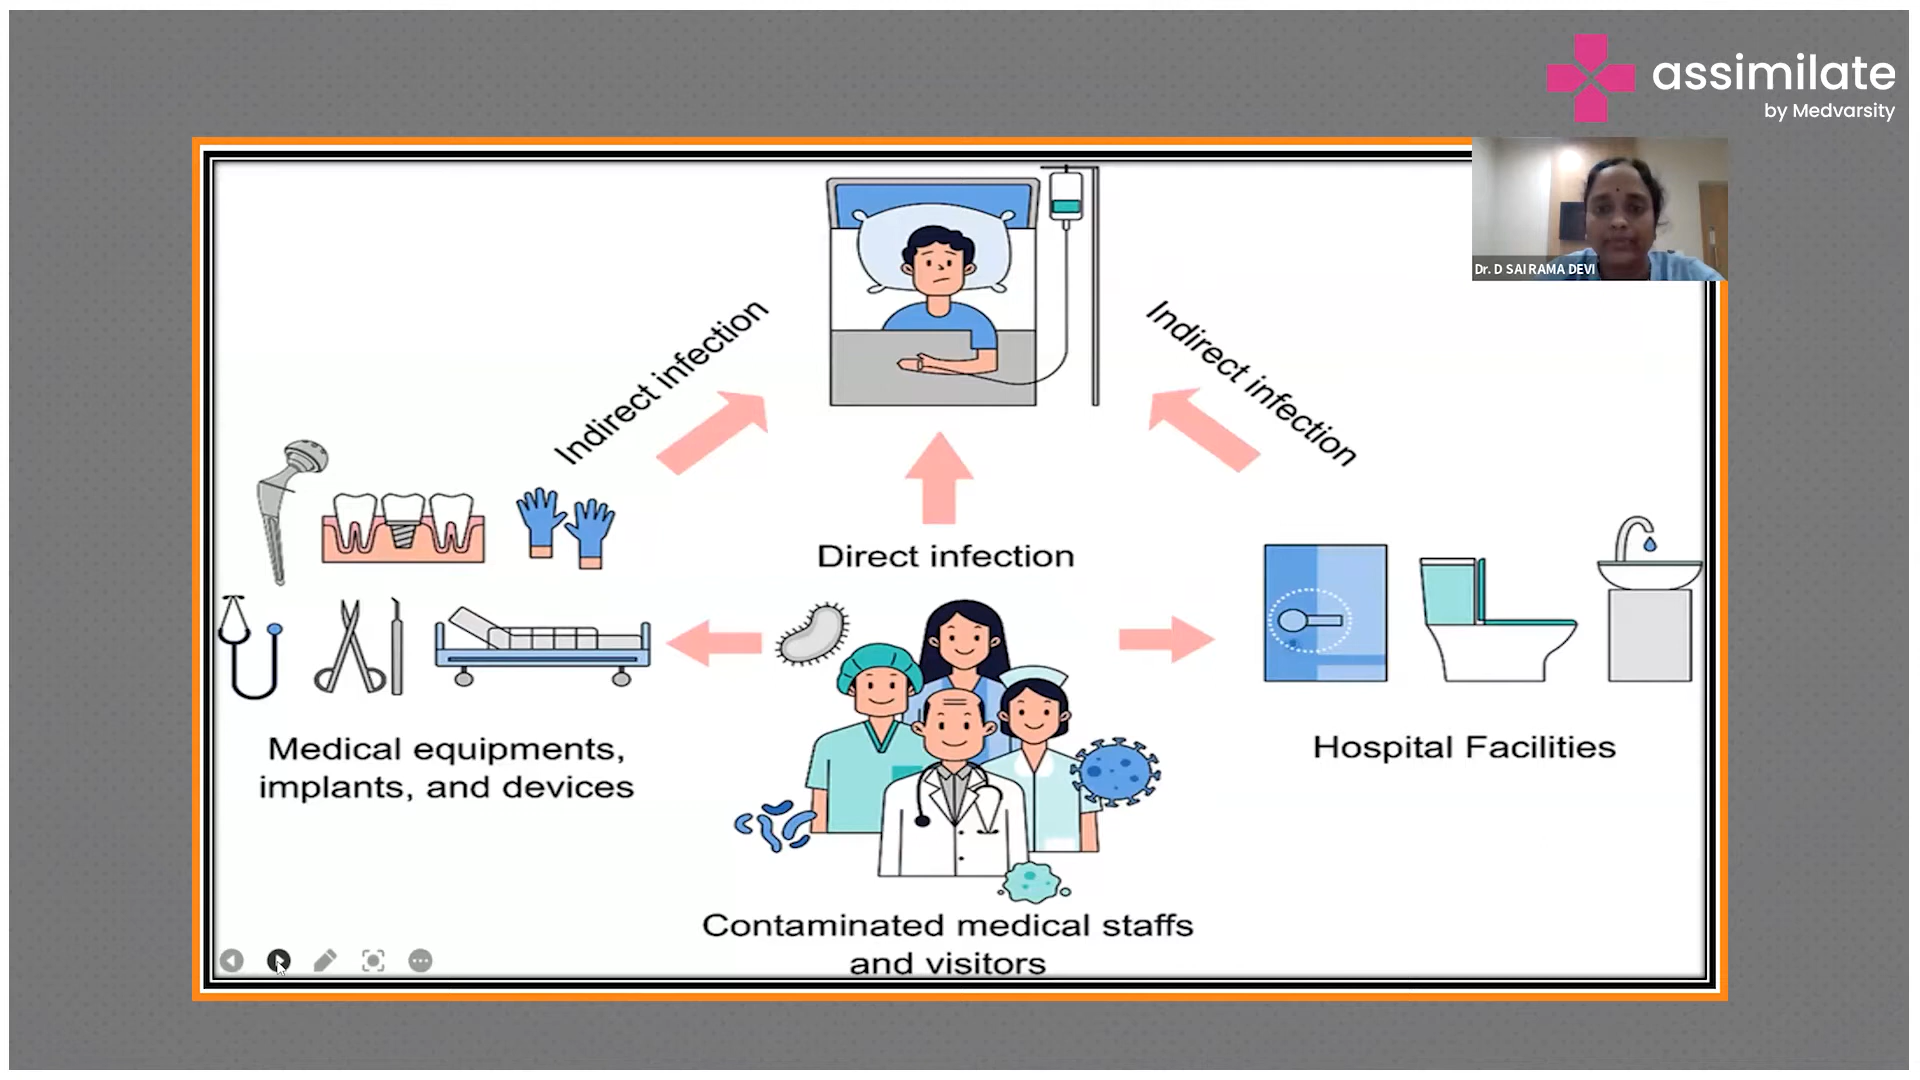 assimilate
by Medvarsity
Dr. D SAI RAMA DEVI
Indirect infection
Indirect infection
Direct infection
Medical equipments,
implants, and devices
Hospital Facilities
Contaminated medical staffs
and visitors